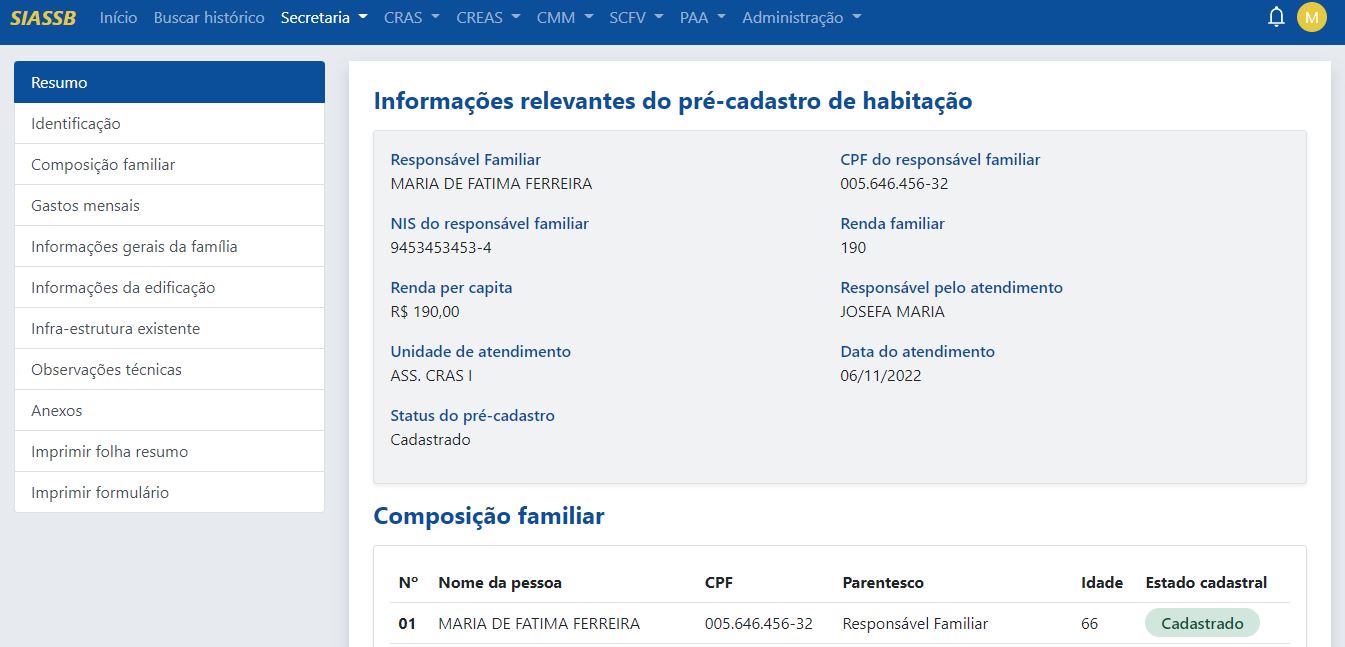 SIASSB Início Buscar histórico Secretaria CRAS CREAS CMM SCFV PAA Administração M
Resumo
Identificação
Composição familiar
Gastos mensais
Informações gerais da família
Informações da edificação
Infra-estrutura existente
Observações técnicas
Anexos
Imprimir folha resumo
Imprimir formulário
Informações relevantes do pré-cadastro de habitação
Responsável Familiar CPF do responsável familiar
MARIA DE FATIMA FERREIRA 005.646.456-32
NIS do responsável familiar Renda familiar
9453453453-4 190
Renda per capita Responsável pelo atendimento
R$ 190,00 JOSEFA MARIA
Unidade de atendimento Data do atendimento
ASS. CRAS I 06/11/2022
Status do pré-cadastro
Cadastrado
Composição familiar
Nº Nome da pessoa CPF Parentesco Idade Estado cadastral
01 MARIA DE FATIMA FERREIRA 005.646.456-32 Responsável Familiar 66 Cadastrado